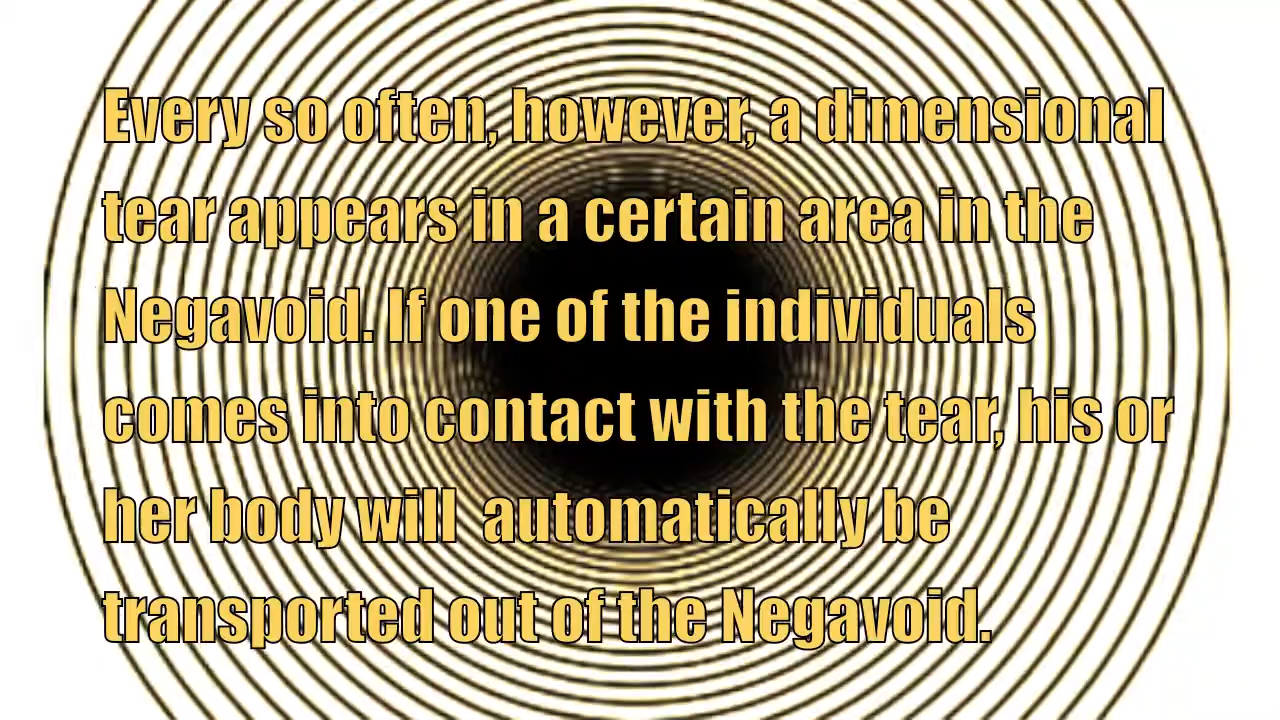 Every so often, however, a dimensional
tear appears in a certain area in the
Negavoid. If one of the individuals
comes into contact with the tear, his or
her body will  automatically be
transported out of the Negavoid.